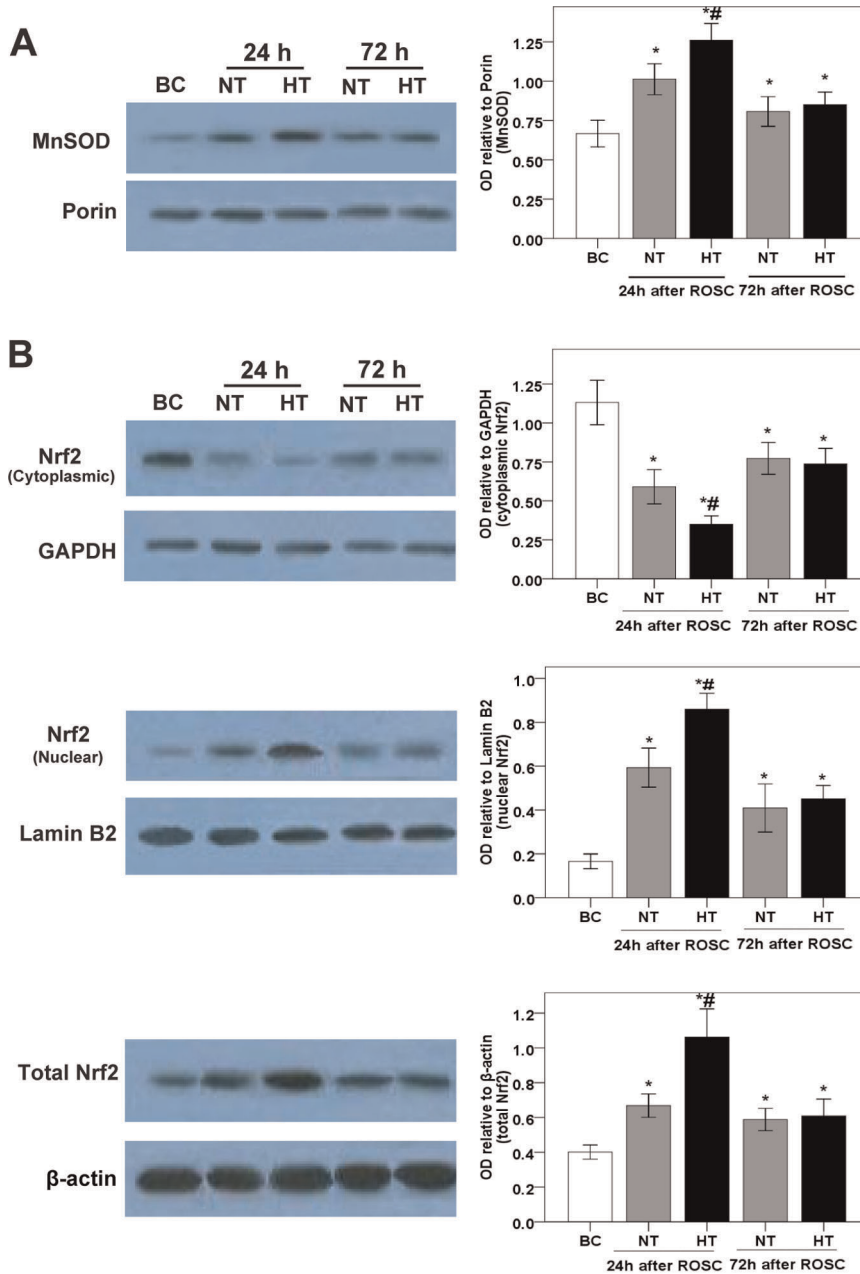 A
24 h
72 h
BC
NT
HT
NT
HT
MnSOD
Porin
OD relative to Porin
(MnSOD)
1.25
1.00
0.75
0.50
0.25
0.00
*
*#
*
*
BC
NT
HT
NT
HT
24h after ROSC
72h after ROSC
B
24 h
72 h
BC
NT
HT
NT
HT
Nrf2
(Cytoplasmic)
GAPDH
OD relative to GAPDH
(cytoplasmic Nrf2)
1.25
1.00
0.75
0.50
0.25
0.00
*
*#
*
*
BC
NT
HT
NT
HT
24h after ROSC
72h after ROSC
Nrf2
(Nuclear)
Lamin B2
OD relative to Lamin B2
(nuclear Nrf2)
1.0
0.8
0.6
0.4
0.2
0.0
*
*#
*
*
BC
NT
HT
NT
HT
24h after ROSC
72h after ROSC
Total Nrf2
β-actin
OD relative to β-actin
(total Nrf2)
1.2
1.0
0.8
0.6
0.4
0.2
0.0
*
*#
*
*
BC
NT
HT
NT
HT
24h after ROSC
72h after ROSC